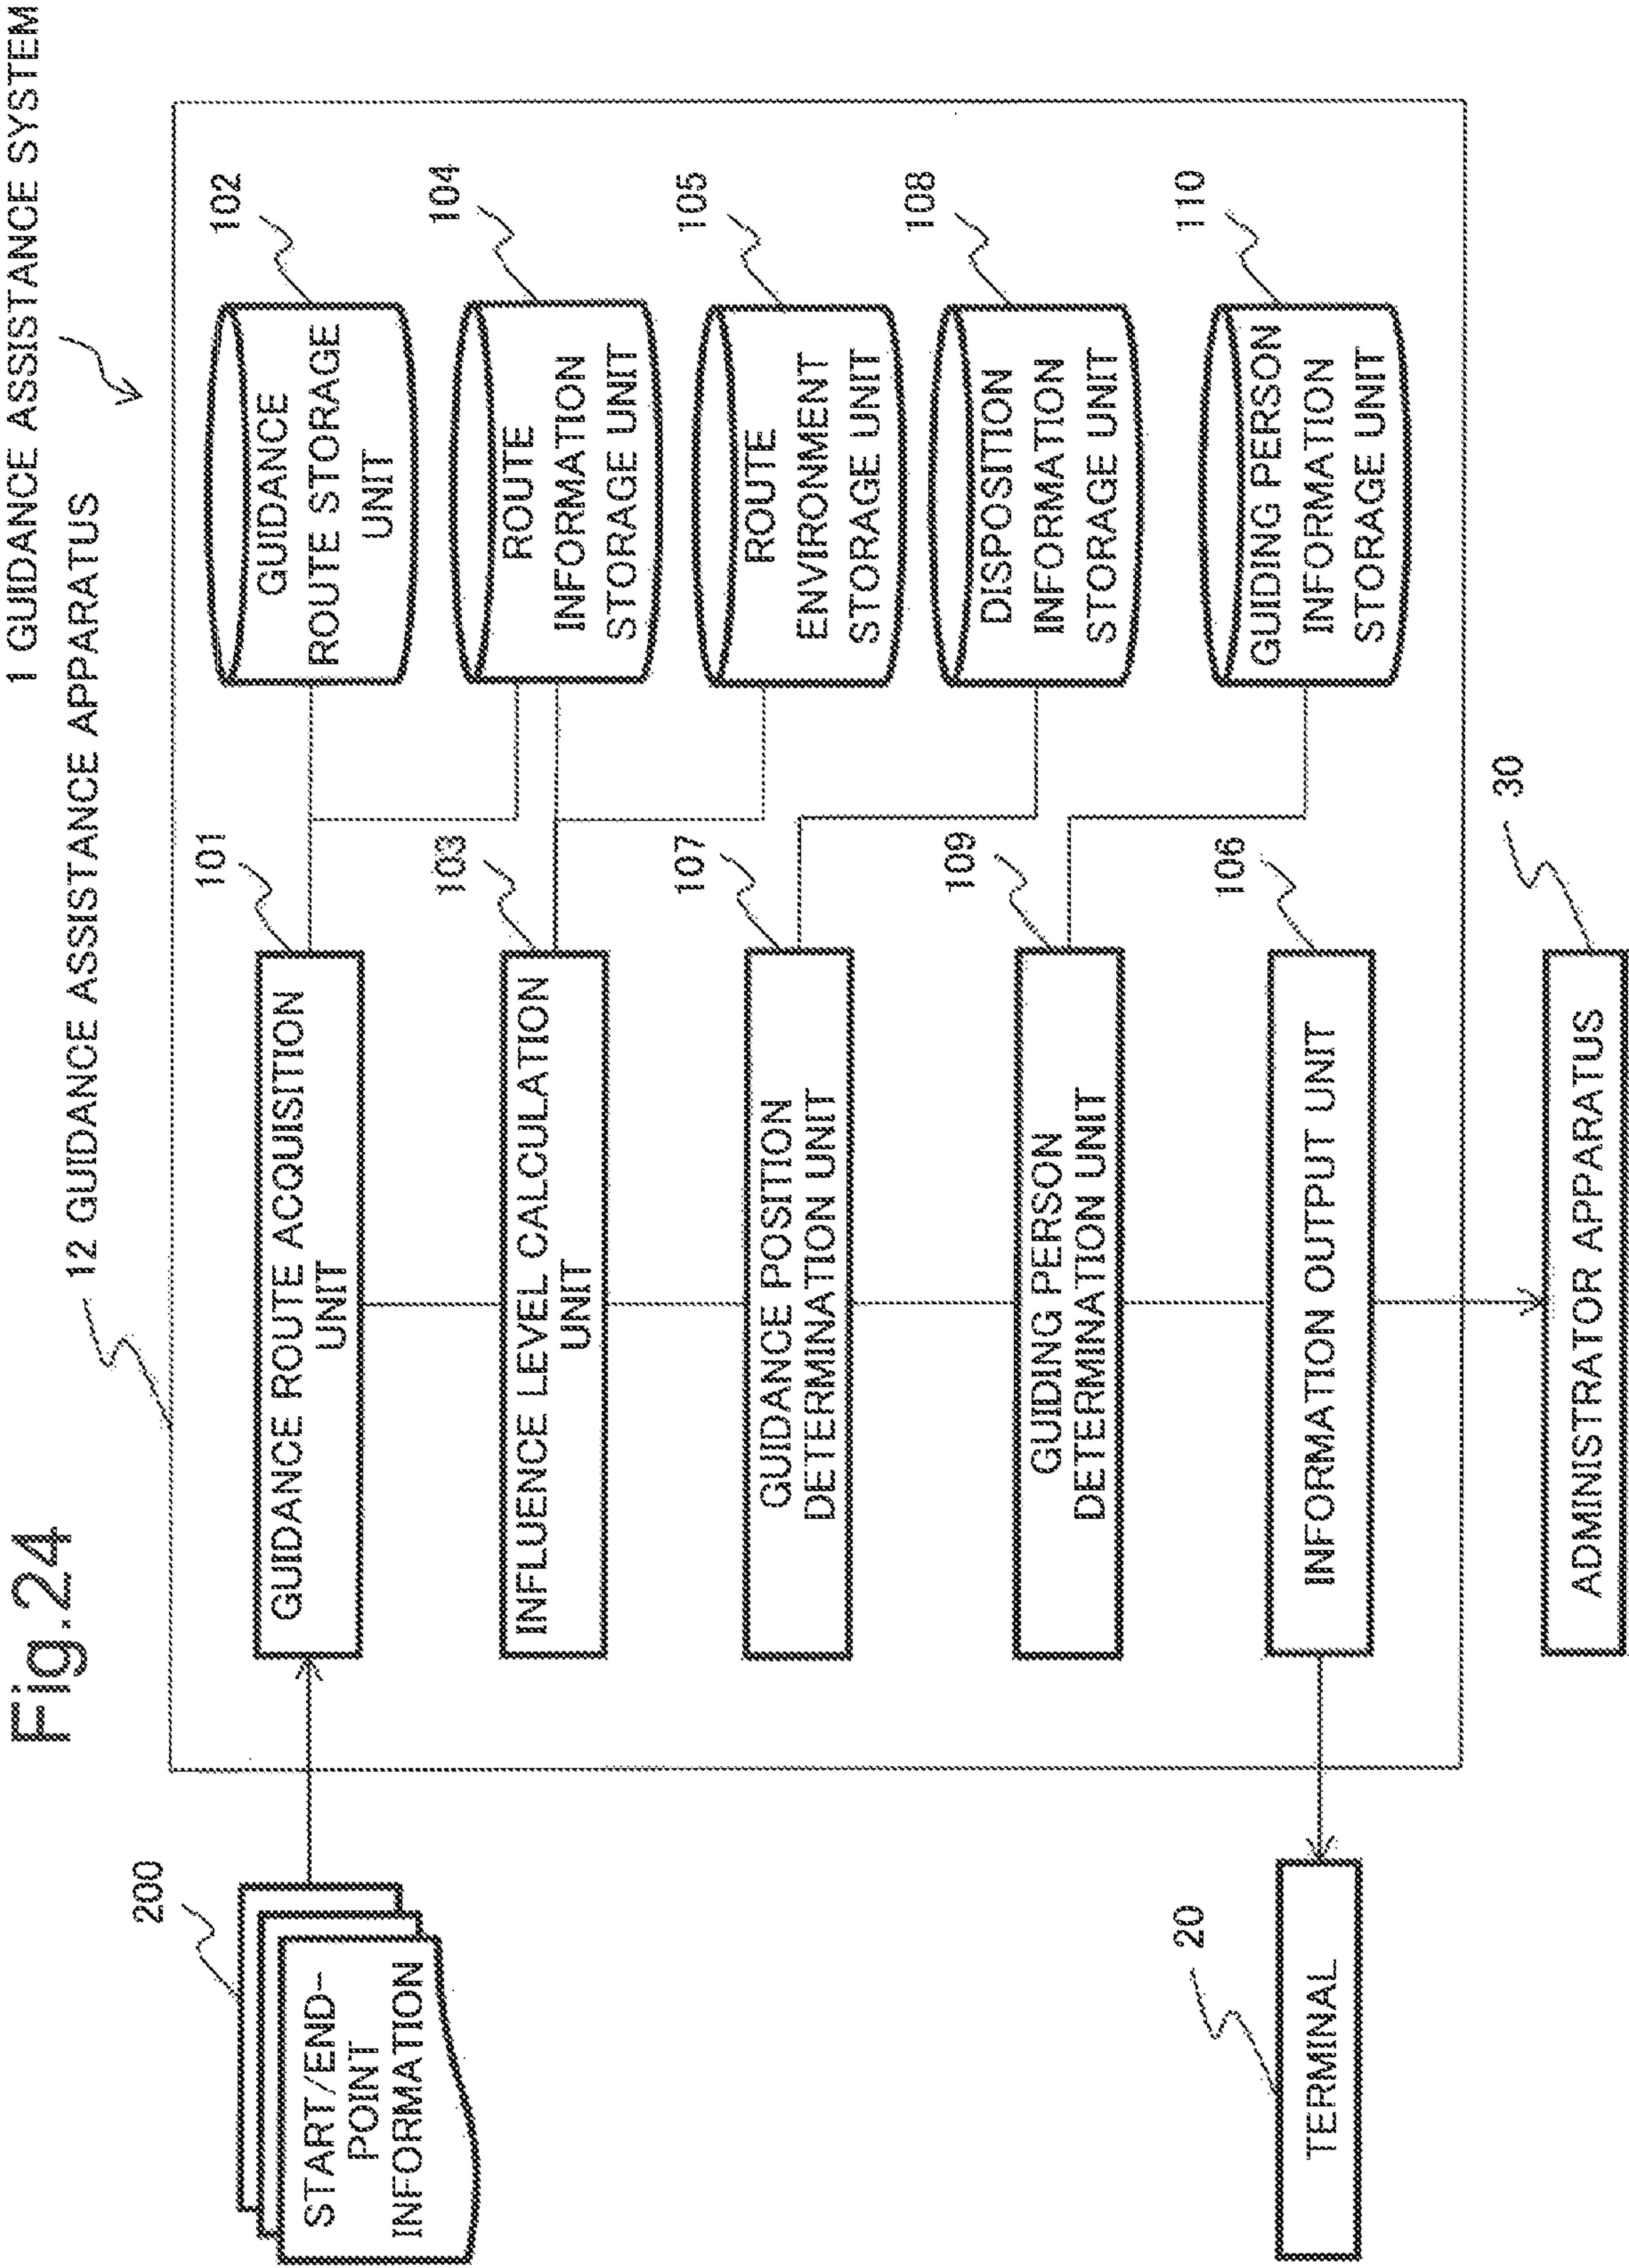 Fig.24
1 GUIDANCE ASSISTANCE SYSTEM
12 GUIDANCE ASSISTANCE APPARATUS
200
START/END-
POINT
INFORMATION
101
GUIDANCE ROUTE ACQUISITION
UNIT
102
GUIDANCE
ROUTE STORAGE
UNIT
103
INFLUENCE LEVEL CALCULATION
UNIT
104
ROUTE
INFORMATION
STORAGE UNIT
107
GUIDANCE POSITION
DETERMINATION UNIT
105
ROUTE
ENVIRONMENT
STORAGE UNIT
109
GUIDING PERSON
DETERMINATION UNIT
108
DISPOSITION
INFORMATION
STORAGE UNIT
106
INFORMATION OUTPUT UNIT
110
GUIDING PERSON
INFORMATION
STORAGE UNIT
20
TERMINAL
30
ADMINISTRATOR APPARATUS